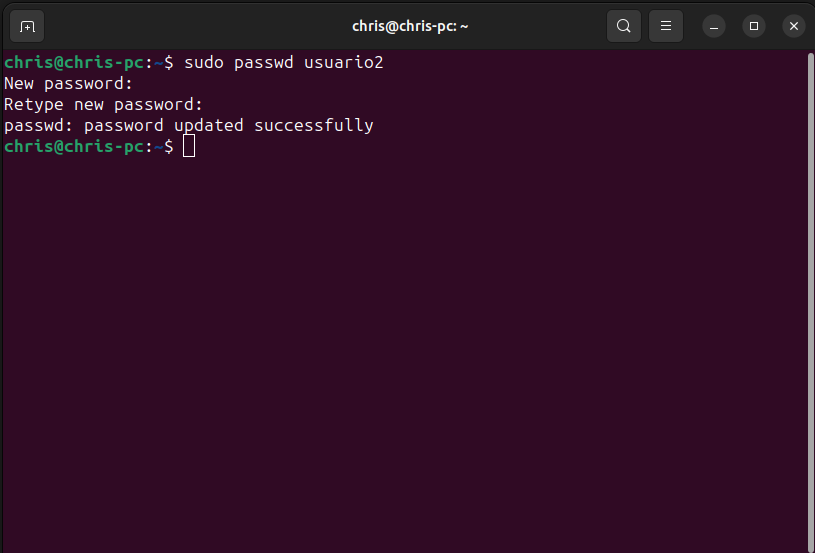 chris@chris-pc: ~
chris@chris-pc:~$ sudo passwd usuario2
New password:
Retype new password:
passwd: password updated successfully
chris@chris-pc:~$